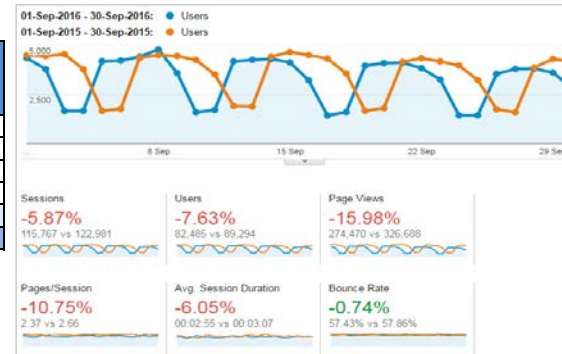 01-Sep-2016 - 30-Sep-2016: Users
01-Sep-2015 - 30-Sep-2015: Users
5,000
2,500
...
8 Sep
15 Sep
22 Sep
29 Se
Sessions
-5.87%
115,767 vs 122,981
Users
-7.63%
82,485 vs 89,294
Page Views
-15.98%
274,470 vs 326,688
Pages/Session
-10.75%
2.37 vs 2.66
Avg. Session Duration
-6.05%
00:02:55 vs 00:03:07
Bounce Rate
-0.74%
57.43% vs 57.86%